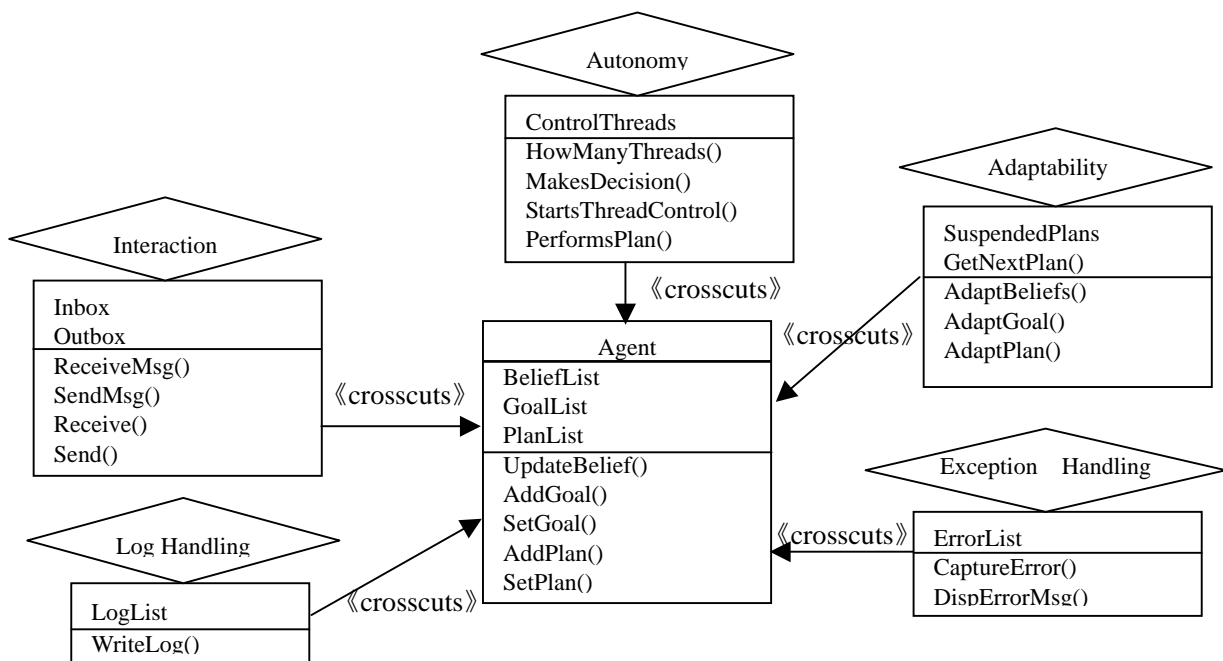 Autonomy
ControlThreads
HowManyThreads()
MakesDecision()
StartsThreadControl()
PerformsPlan()
《crosscuts》
Adaptability
SuspendedPlans
GetNextPlan()
AdaptBeliefs()
AdaptGoal()
AdaptPlan()
《crosscuts》
Interaction
Inbox
Outbox
ReceiveMsg()
SendMsg()
Receive()
Send()
《crosscuts》
Agent
BeliefList
GoalList
PlanList
UpdateBelief()
AddGoal()
SetGoal()
AddPlan()
SetPlan()
Exception Handling
ErrorList
CaptureError()
DispErrorMsg()
《crosscuts》
Log Handling
LogList
WriteLog()
《crosscuts》